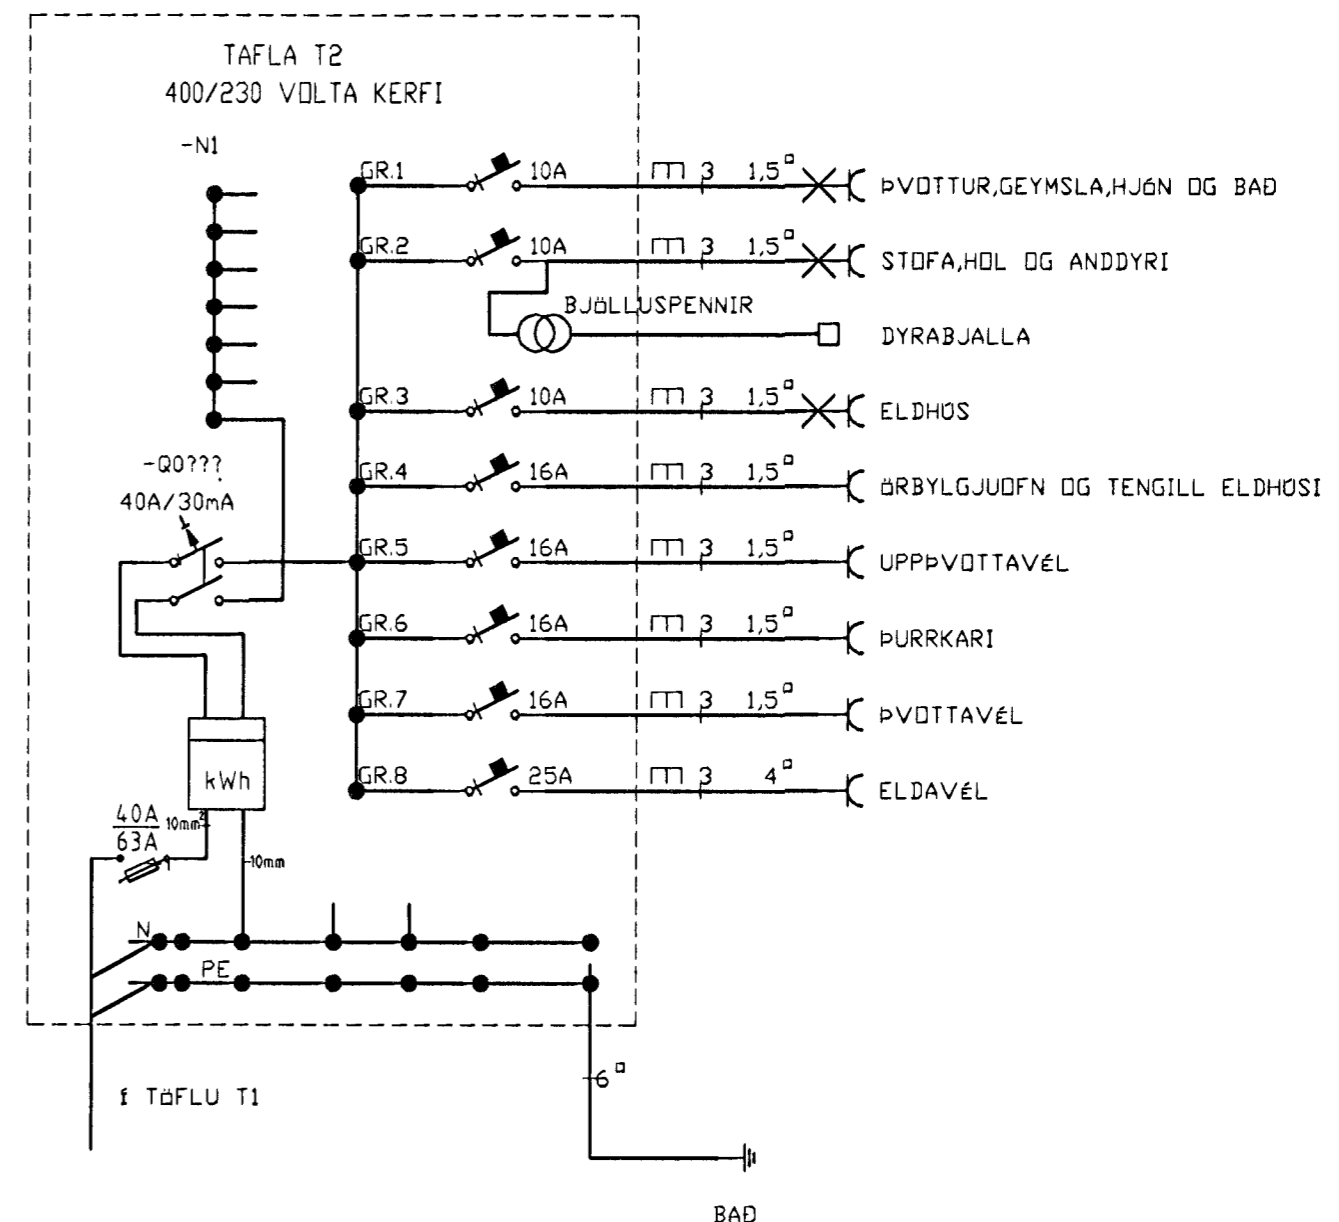 TAFLA T2
400/230 VOLTA KERFI
-N1
GR.1 10A 3 1,5▫ ÞVOTTUR,GEYMSLA,HJÓN OG BAÐ
GR.2 10A 3 1,5▫ STOFA,HOL OG ANDDYRI
BJÖLLUSPENNIR
DYRABJALLA
GR.3 10A 3 1,5▫ ELDHÚS
-Q0???
40A/30mA
GR.4 16A 3 1,5▫ ÖRBYLGJUOFN OG TENGILL ELDHÚSI
GR.5 16A 3 1,5▫ UPPÞVOTTAVÉL
GR.6 16A 3 1,5▫ ÞURRKARI
GR.7 16A 3 1,5▫ ÞVOTTAVÉL
GR.8 25A 3 4▫ ELDAVÉL
kWh
40A 10mm²
63A
10mm
N
PE
6▫
Í TÖFLU T1
BAÐ